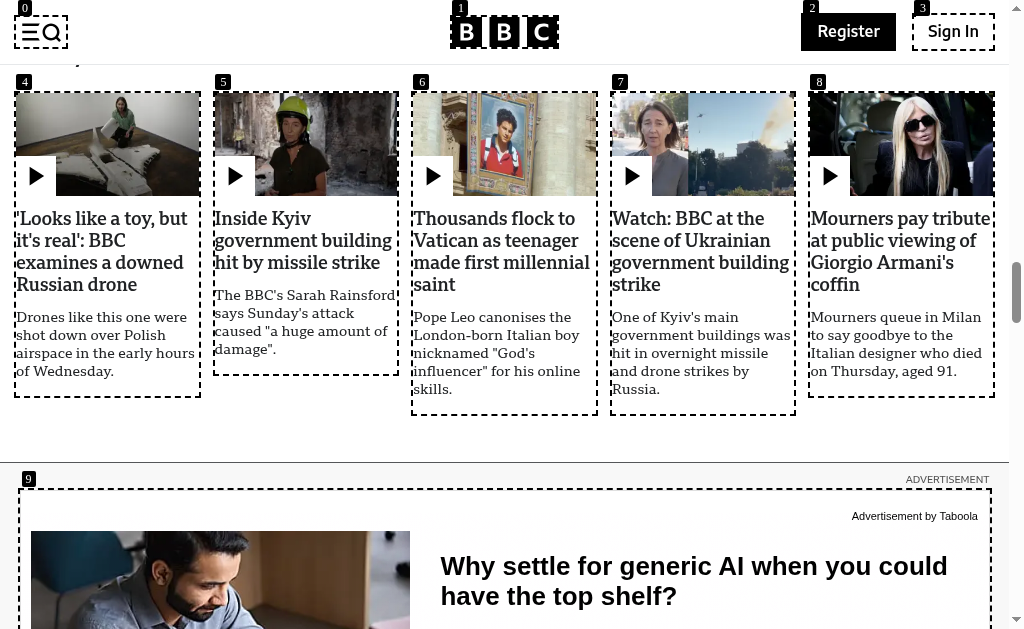 0
1
2
3
BBC
Register
Sign In
4
5
6
7
8
'Looks like a toy, but
it's real': BBC
examines a downed
Russian drone
Drones like this one were
shot down over Polish
airspace in the early hours
of Wednesday.
Inside Kyiv
government building
hit by missile strike
The BBC's Sarah Rainsford
says Sunday's attack
caused "a huge amount of
damage".
Thousands flock to
Vatican as teenager
made first millennial
saint
Pope Leo canonises the
London-born Italian boy
nicknamed "God's
influencer" for his online
skills.
Watch: BBC at the
scene of Ukrainian
government building
strike
One of Kyiv's main
government buildings was
hit in overnight missile
and drone strikes by
Russia.
Mourners pay tribute
at public viewing of
Giorgio Armani's
coffin
Mourners queue in Milan
to say goodbye to the
Italian designer who died
on Thursday, aged 91.
9
ADVERTISEMENT
Advertisement by Taboola
Why settle for generic AI when you could
have the top shelf?